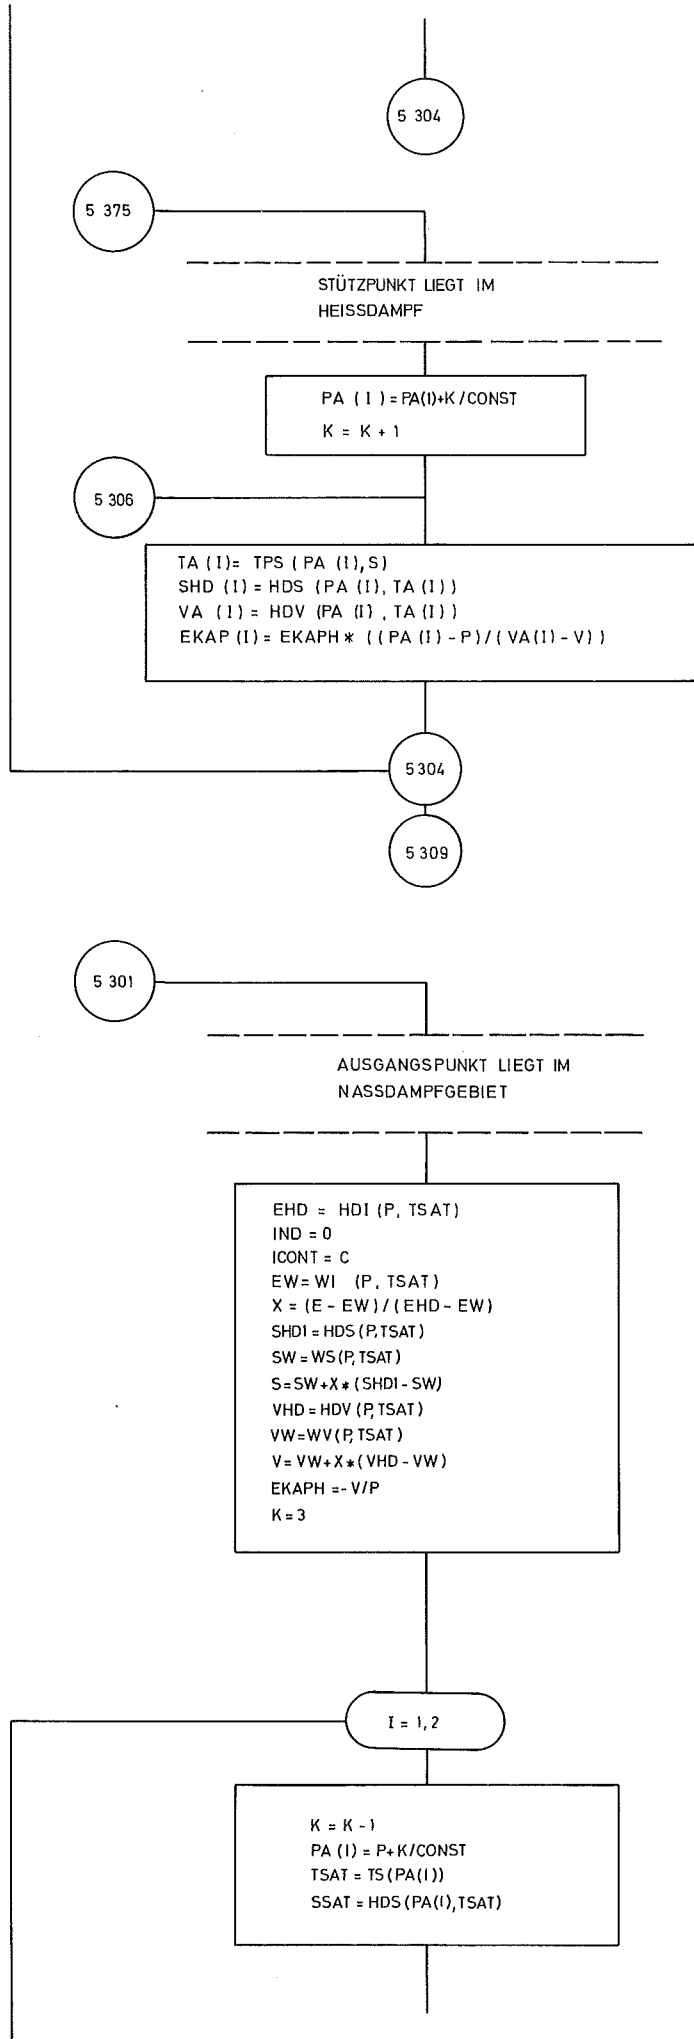 5 304
5 375
STÜTZPUNKT LIEGT IM
HEISSDAMPF
PA (I) = PA(I)+K/CONST
K = K + 1
5 306
TA (I) = TPS (PA (I), S)
SHD (I) = HDS (PA (I), TA (I))
VA (I) = HDV (PA (I), TA (I))
EKAP (I) = EKAPH * ((PA (I) - P) / (VA(I) - V))
5 304
5 309
5 301
AUSGANGSPUNKT LIEGT IM
NASSDAMPFGEBIET
EHD = HDI (P, TSAT)
IND = 0
ICONT = C
EW = WI (P, TSAT)
X = (E - EW) / (EHD - EW)
SHDI = HDS (P, TSAT)
SW = WS (P, TSAT)
S = SW + X * (SHDI - SW)
VHD = HDV (P, TSAT)
VW = WV (P, TSAT)
V = VW + X * (VHD - VW)
EKAPH = - V/P
K = 3
I = 1, 2
K = K - 1
PA (I) = P + K / CONST
TSAT = TS (PA(I))
SSAT = HDS (PA(I), TSAT)